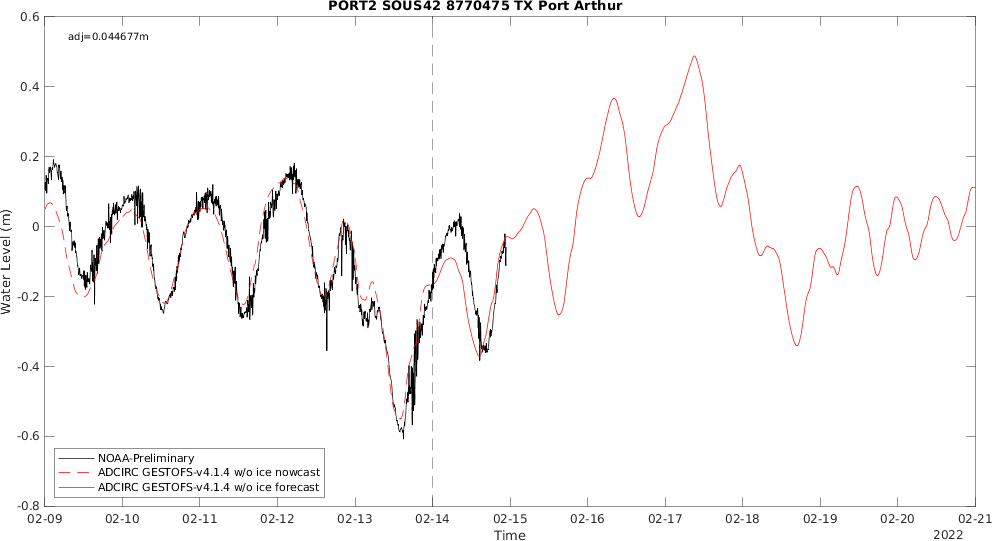 PORT2 SOUS42 8770475 TX Port Arthur
adj=0.044677m
0.6
0.4
0.2
0
-0.2
-0.4
-0.6
-0.8
Water Level (m)
NOAA-Preliminary
ADCIRC GESTOFS-v4.1.4 w/o ice nowcast
ADCIRC GESTOFS-v4.1.4 w/o ice forecast
02-09 02-10 02-11 02-12 02-13 02-14 02-15 02-16 02-17 02-18 02-19 02-20 02-21
Time
2022